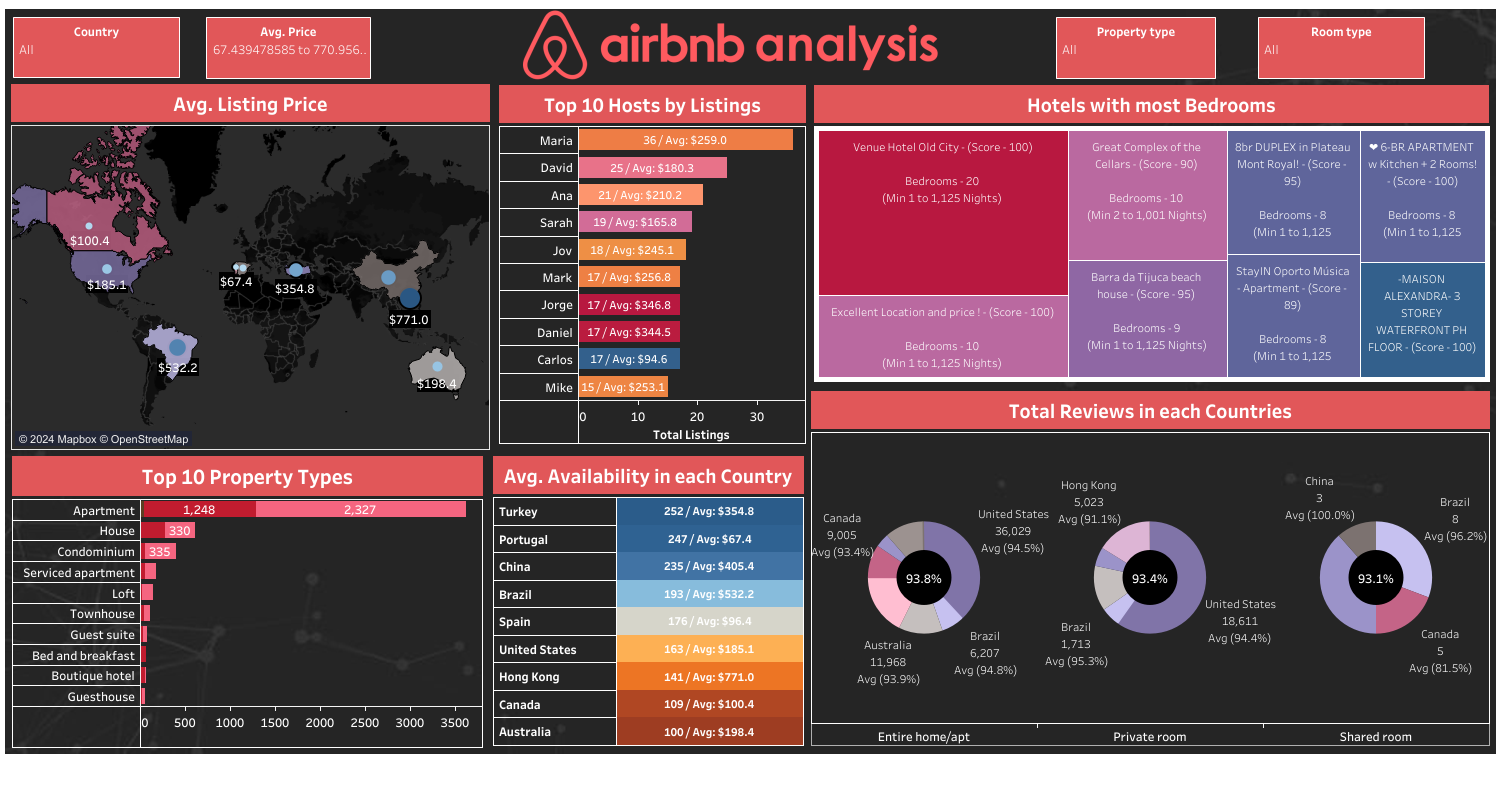 Country
All
Avg. Price
67.439478585 to 770.956..
airbnb analysis
Property type
All
Room type
All
Avg. Listing Price
$100.4
$185.1
$67.4
$354.8
$771.0
$532.2
$198.4
© 2024 Mapbox © OpenStreetMap
Top 10 Hosts by Listings
Maria 36 / Avg: $259.0
David 25 / Avg: $180.3
Ana 21 / Avg: $210.2
Sarah 19 / Avg: $165.8
Jov 18 / Avg: $245.1
Mark 17 / Avg: $256.8
Jorge 17 / Avg: $346.8
Daniel 17 / Avg: $344.5
Carlos 17 / Avg: $94.6
Mike 15 / Avg: $253.1
0 10 20 30
Total Listings
Hotels with most Bedrooms
Venue Hotel Old City - (Score - 100)
Bedrooms - 20
(Min 1 to 1,125 Nights)
Excellent Location and price ! - (Score - 100)
Bedrooms - 10
(Min 1 to 1,125 Nights)
Great Complex of the
Cellars - (Score - 90)
Bedrooms - 10
(Min 2 to 1,001 Nights)
Barra da Tijuca beach
house - (Score - 95)
Bedrooms - 9
(Min 1 to 1,125 Nights)
8br DUPLEX in Plateau
Mont Royal! - (Score -
95)
Bedrooms - 8
(Min 1 to 1,125
StayIN Oporto Música
- Apartment - (Score -
89)
Bedrooms - 8
(Min 1 to 1,125
❤ 6-BR APARTMENT
w Kitchen + 2 Rooms!
- (Score - 100)
Bedrooms - 8
(Min 1 to 1,125
-MAISON
ALEXANDRA- 3
STOREY
WATERFRONT PH
FLOOR - (Score - 100)
Top 10 Property Types
Apartment 1,248 2,327
House 330
Condominium 335
Serviced apartment
Loft
Townhouse
Guest suite
Bed and breakfast
Boutique hotel
Guesthouse
0 500 1000 1500 2000 2500 3000 3500
Avg. Availability in each Country
Turkey 252 / Avg: $354.8
Portugal 247 / Avg: $67.4
China 235 / Avg: $405.4
Brazil 193 / Avg: $532.2
Spain 176 / Avg: $96.4
United States 163 / Avg: $185.1
Hong Kong 141 / Avg: $771.0
Canada 109 / Avg: $100.4
Australia 100 / Avg: $198.4
Total Reviews in each Countries
Canada
9,005
Avg (93.4%)
United States
36,029
Avg (94.5%)
93.8%
Australia
11,968
Avg (93.9%)
Brazil
6,207
Avg (94.8%)
Entire home/apt
Hong Kong
5,023
Avg (91.1%)
93.4%
United States
18,611
Avg (94.4%)
Brazil
1,713
Avg (95.3%)
Private room
China
3
Avg (100.0%)
Brazil
8
Avg (96.2%)
93.1%
Canada
5
Avg (81.5%)
Shared room